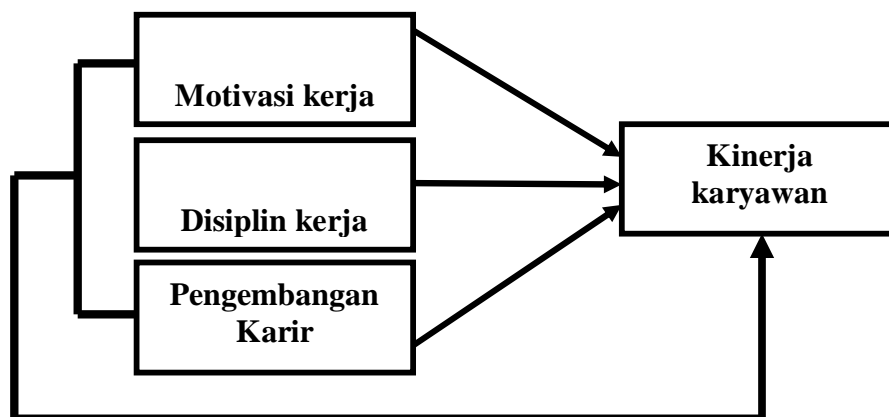 Motivasi kerja
Disiplin kerja
Pengembangan
Karir
Kinerja
karyawan